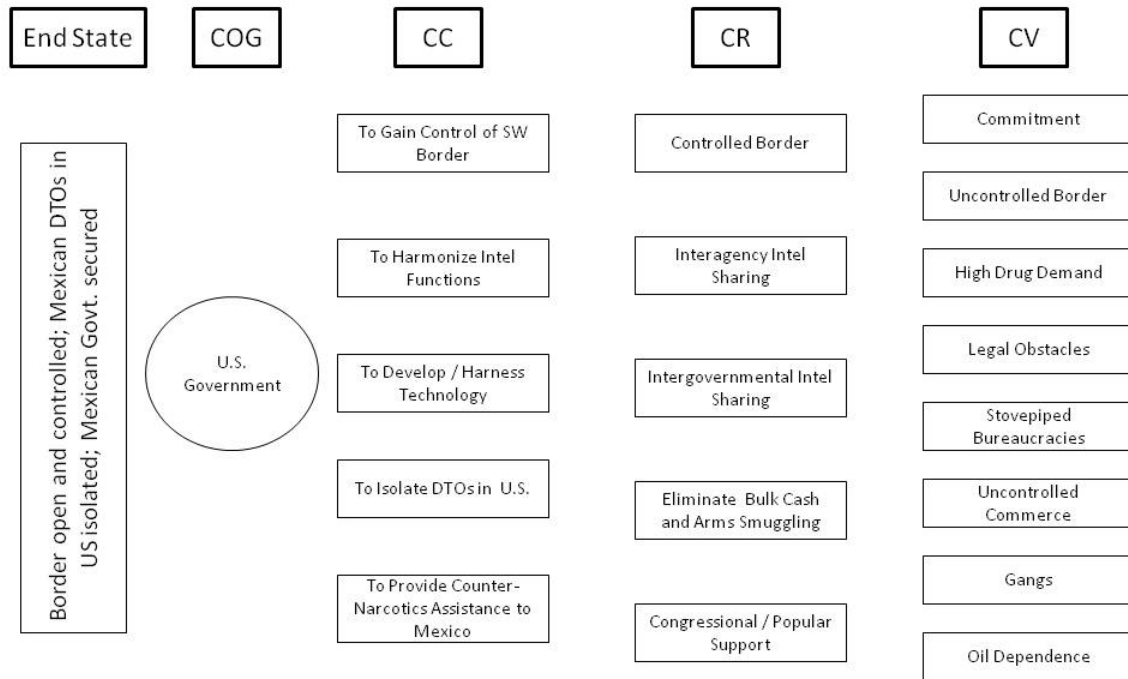 End State
COG
CC
CR
CV
Border open and controlled; Mexican DTOs in
US isolated; Mexican Govt. secured
U.S.
Government
To Gain Control of SW
Border
To Harmonize Intel
Functions
To Develop / Harness
Technology
To Isolate DTOs in U.S.
To Provide Counter-
Narcotics Assistance to
Mexico
Controlled Border
Interagency Intel
Sharing
Intergovernmental Intel
Sharing
Eliminate Bulk Cash
and Arms Smuggling
Congressional / Popular
Support
Commitment
Uncontrolled Border
High Drug Demand
Legal Obstacles
Stovepiped
Bureaucracies
Uncontrolled
Commerce
Gangs
Oil Dependence